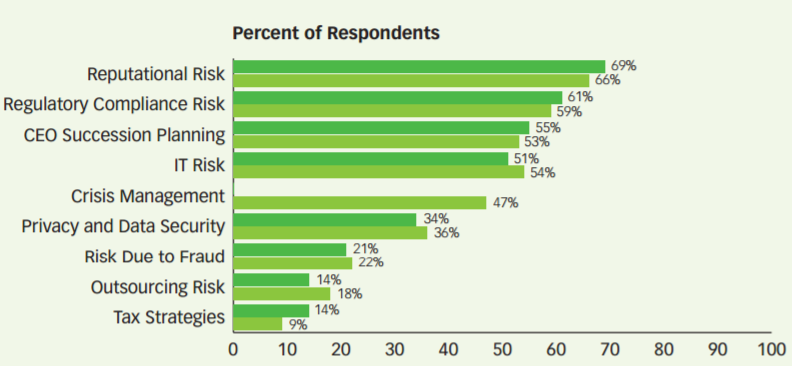 Percent of Respondents
Reputational Risk
69%
66%
Regulatory Compliance Risk
61%
59%
CEO Succession Planning
55%
53%
IT Risk
51%
54%
Crisis Management
47%
Privacy and Data Security
34%
36%
Risk Due to Fraud
21%
22%
Outsourcing Risk
14%
18%
Tax Strategies
14%
9%
0 10 20 30 40 50 60 70 80 90 100